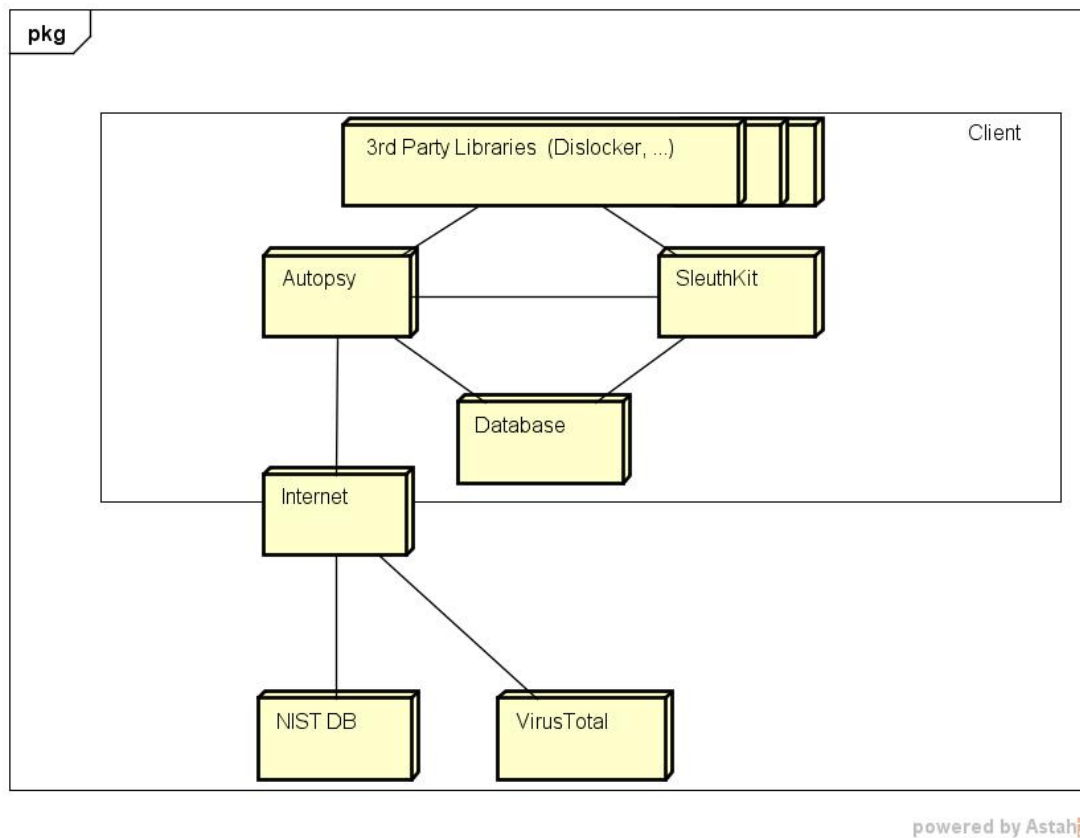 pkg
Client
3rd Party Libraries (Dislocker, ...)
Autopsy
SleuthKit
Database
Internet
NIST DB
VirusTotal
powered by Astah